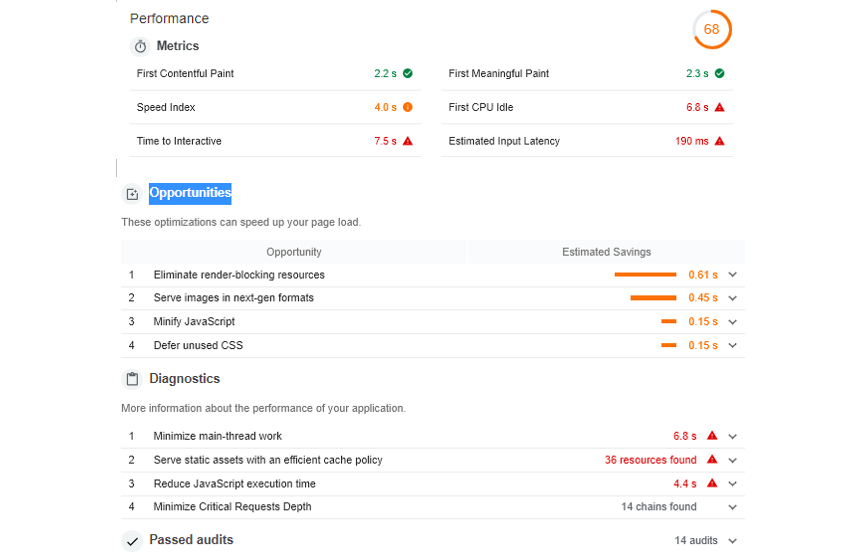 Performance
68
Metrics
First Contentful Paint 2.2 s First Meaningful Paint 2.3 s
Speed Index 4.0 s First CPU Idle 6.8 s
Time to Interactive 7.5 s Estimated Input Latency 190 ms
Opportunities
These optimizations can speed up your page load.
Opportunity Estimated Savings
1 Eliminate render-blocking resources 0.61 s
2 Serve images in next-gen formats 0.45 s
3 Minify JavaScript 0.15 s
4 Defer unused CSS 0.15 s
Diagnostics
More information about the performance of your application.
1 Minimize main-thread work 6.8 s
2 Serve static assets with an efficient cache policy 36 resources found
3 Reduce JavaScript execution time 4.4 s
4 Minimize Critical Requests Depth 14 chains found
Passed audits 14 audits